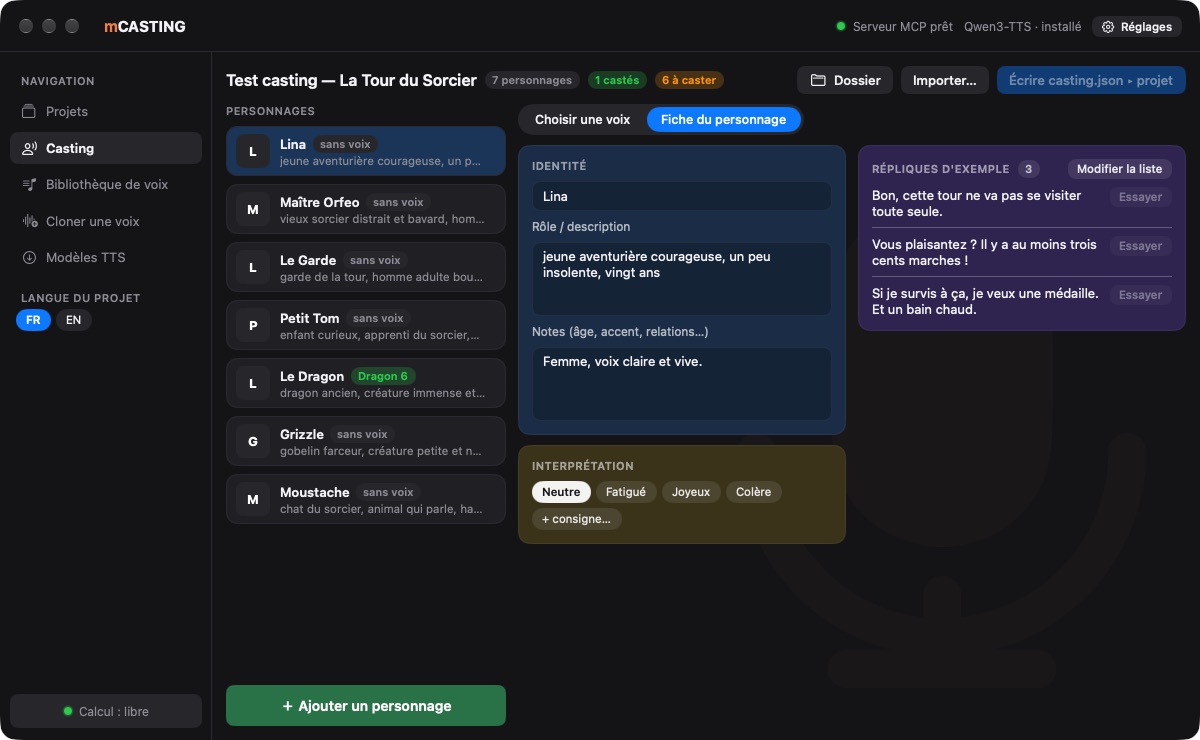 mCASTING
Serveur MCP prêt
Qwen3-TTS · installé
Réglages
NAVIGATION
Projets
Casting
Bibliothèque de voix
Cloner une voix
Modèles TTS
LANGUE DU PROJET
FR
EN
Calcul : libre
Test casting — La Tour du Sorcier
7 personnages
1 castés
6 à caster
Dossier
Importer...
Écrire casting.json ▸ projet
PERSONNAGES
L
Lina
sans voix
jeune aventurière courageuse, un p...
M
Maître Orfeo
sans voix
vieux sorcier distrait et bavard, hom...
L
Le Garde
sans voix
garde de la tour, homme adulte bou...
P
Petit Tom
sans voix
enfant curieux, apprenti du sorcier,...
L
Le Dragon
Dragon 6
dragon ancien, créature immense et...
G
Grizzle
sans voix
gobelin farceur, créature petite et n...
M
Moustache
sans voix
chat du sorcier, animal qui parle, ha...
+ Ajouter un personnage
Choisir une voix
Fiche du personnage
IDENTITÉ
Lina
Rôle / description
jeune aventurière courageuse, un peu
insolente, vingt ans
Notes (âge, accent, relations...)
Femme, voix claire et vive.
INTERPRÉTATION
Neutre
Fatigué
Joyeux
Colère
+ consigne...
RÉPLIQUES D'EXEMPLE
3
Modifier la liste
Bon, cette tour ne va pas se visiter
toute seule.
Essayer
Vous plaisantez ? Il y a au moins trois
cents marches !
Essayer
Si je survis à ça, je veux une médaille.
Et un bain chaud.
Essayer